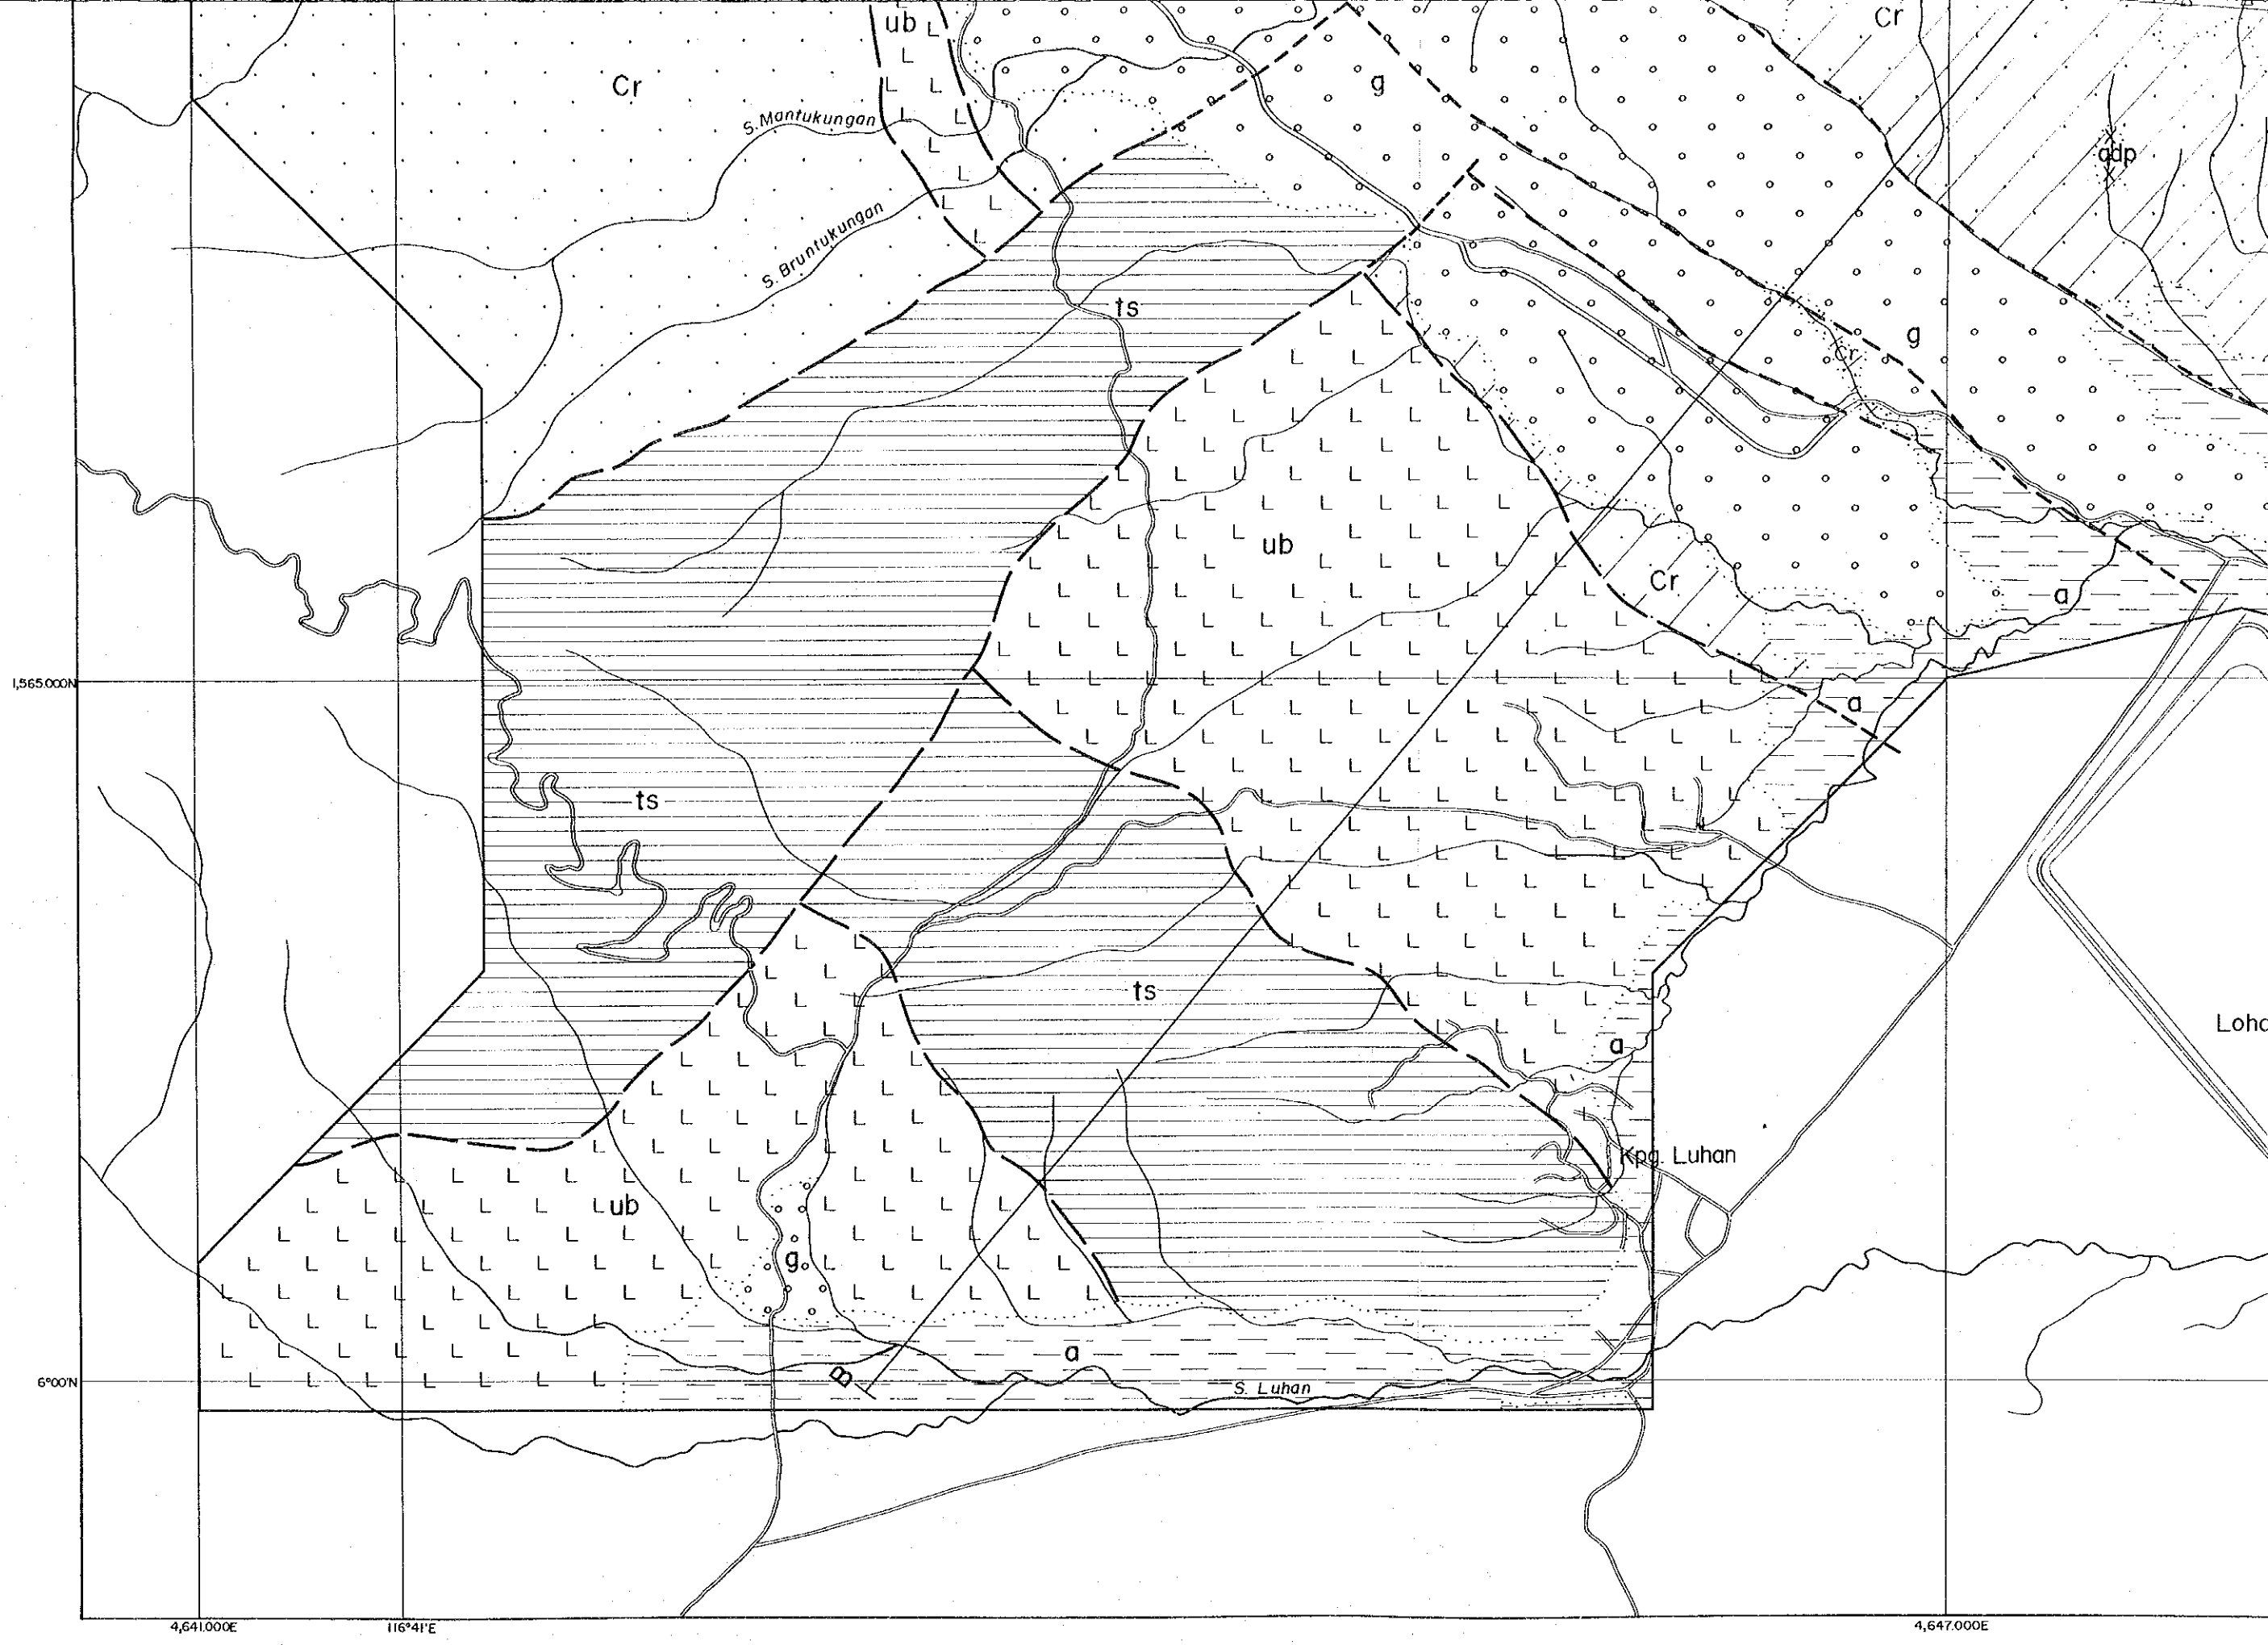 Cr
ub
g
Cr
S. Mantukungan
adp
S. Bruntukungan
ts
g
Cr
ub
Cr
a
1,565.000N
a
ts
ts
Loha
a
Kpg. Luhan
ub
g
a
B
S. Luhan
6°00'N
4,641.000E
116°41'E
4,647.000E